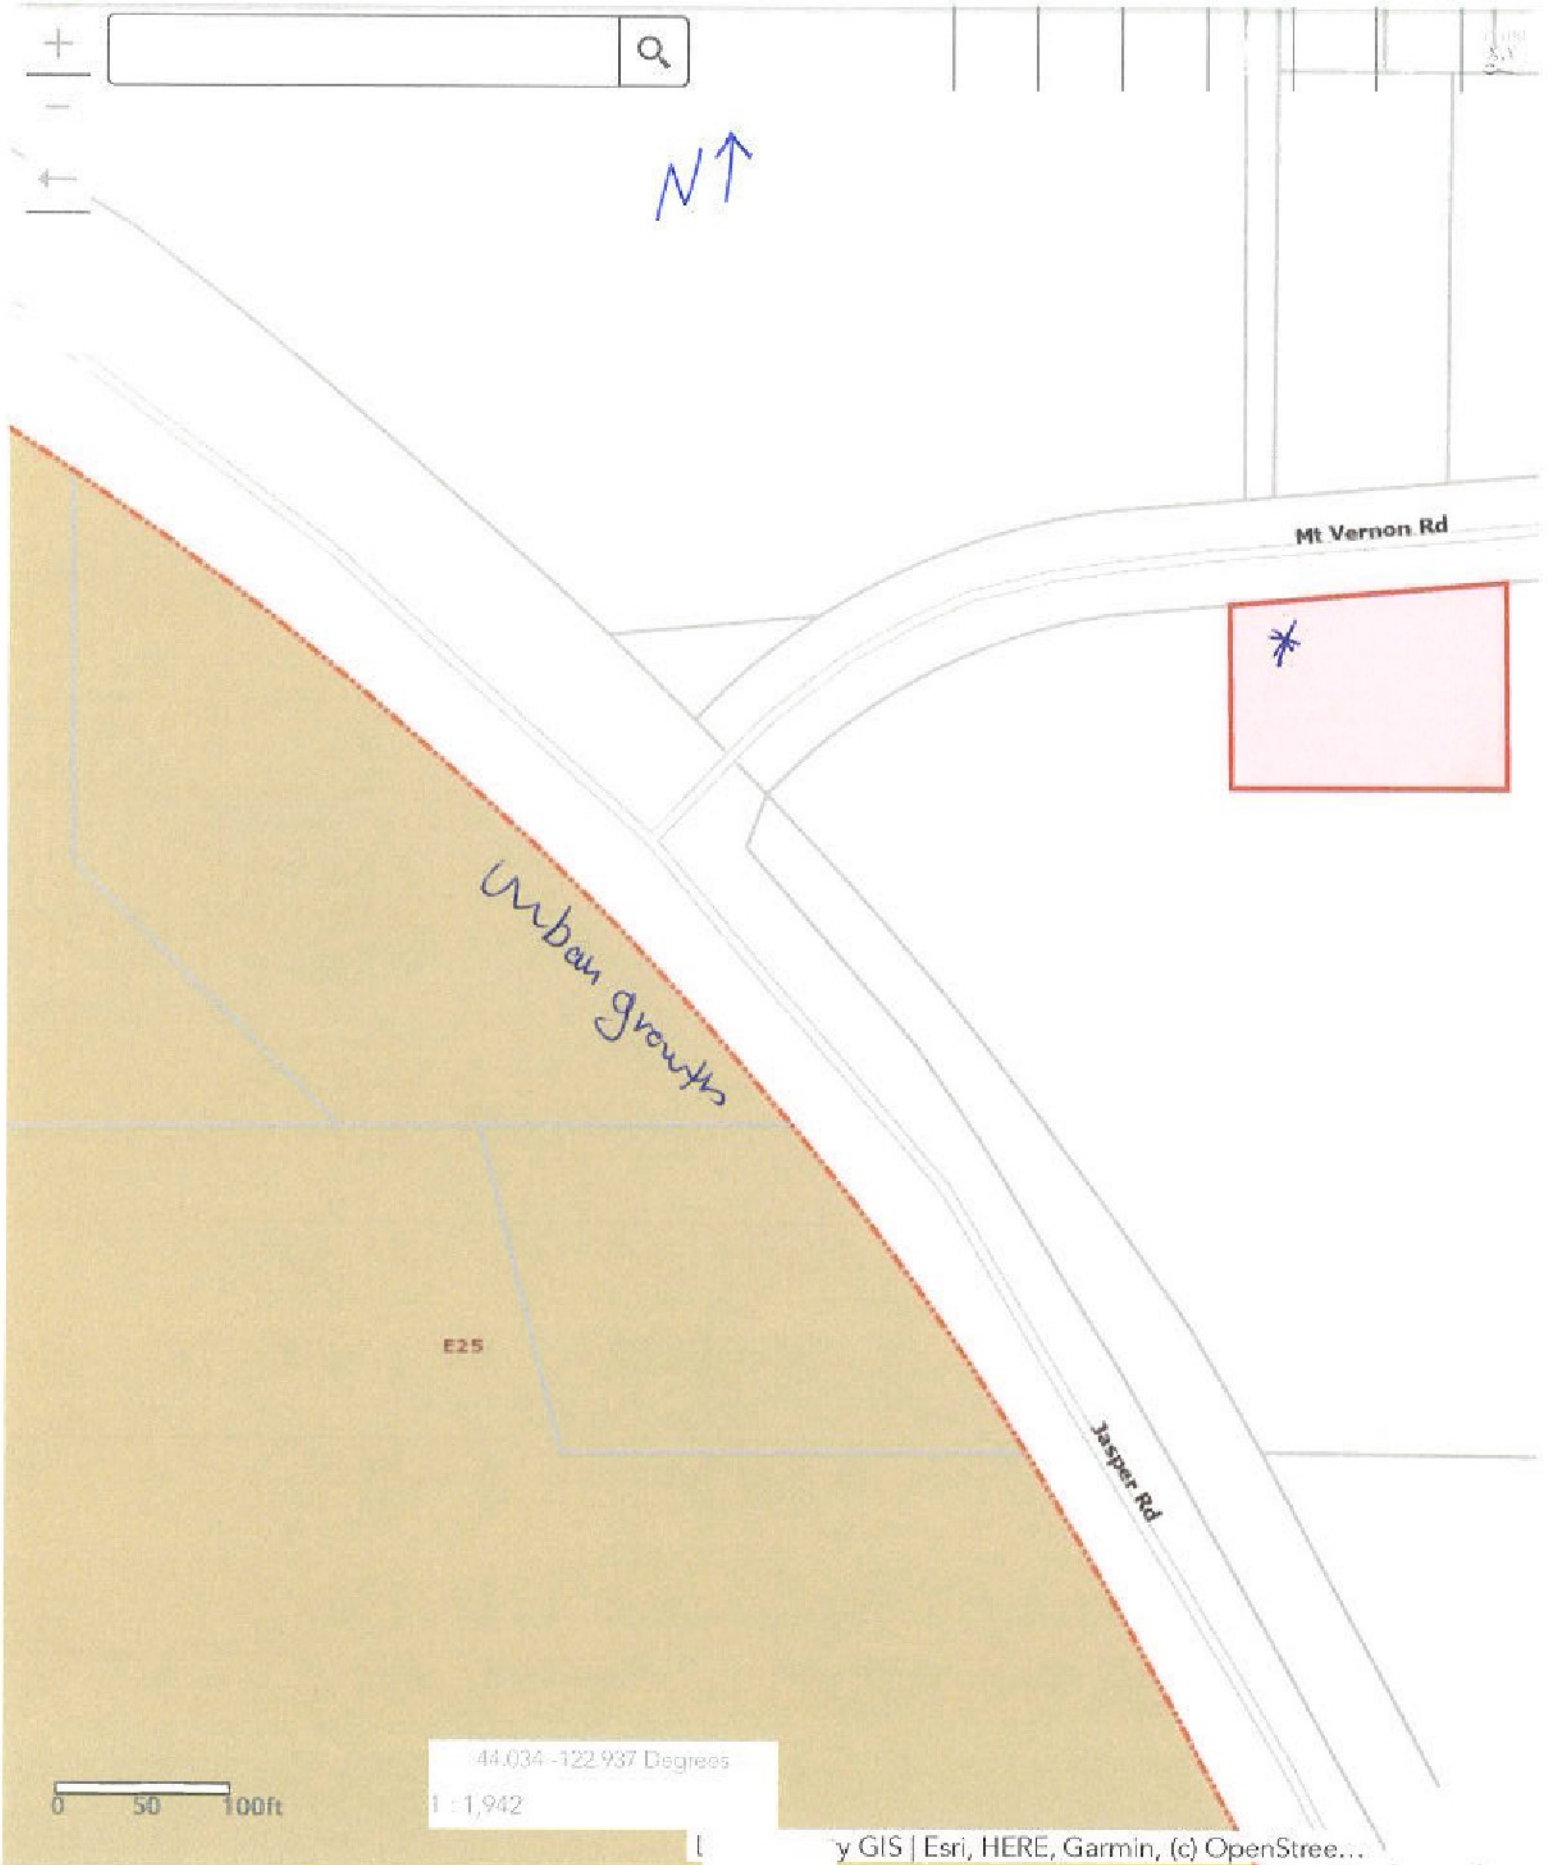 +
−
N↑
Mt Vernon Rd
*
Urban growth
E25
Jasper Rd
44.034 -122.937 Degrees
0 50 100ft
1 : 1,942
y GIS | Esri, HERE, Garmin, (c) OpenStree...